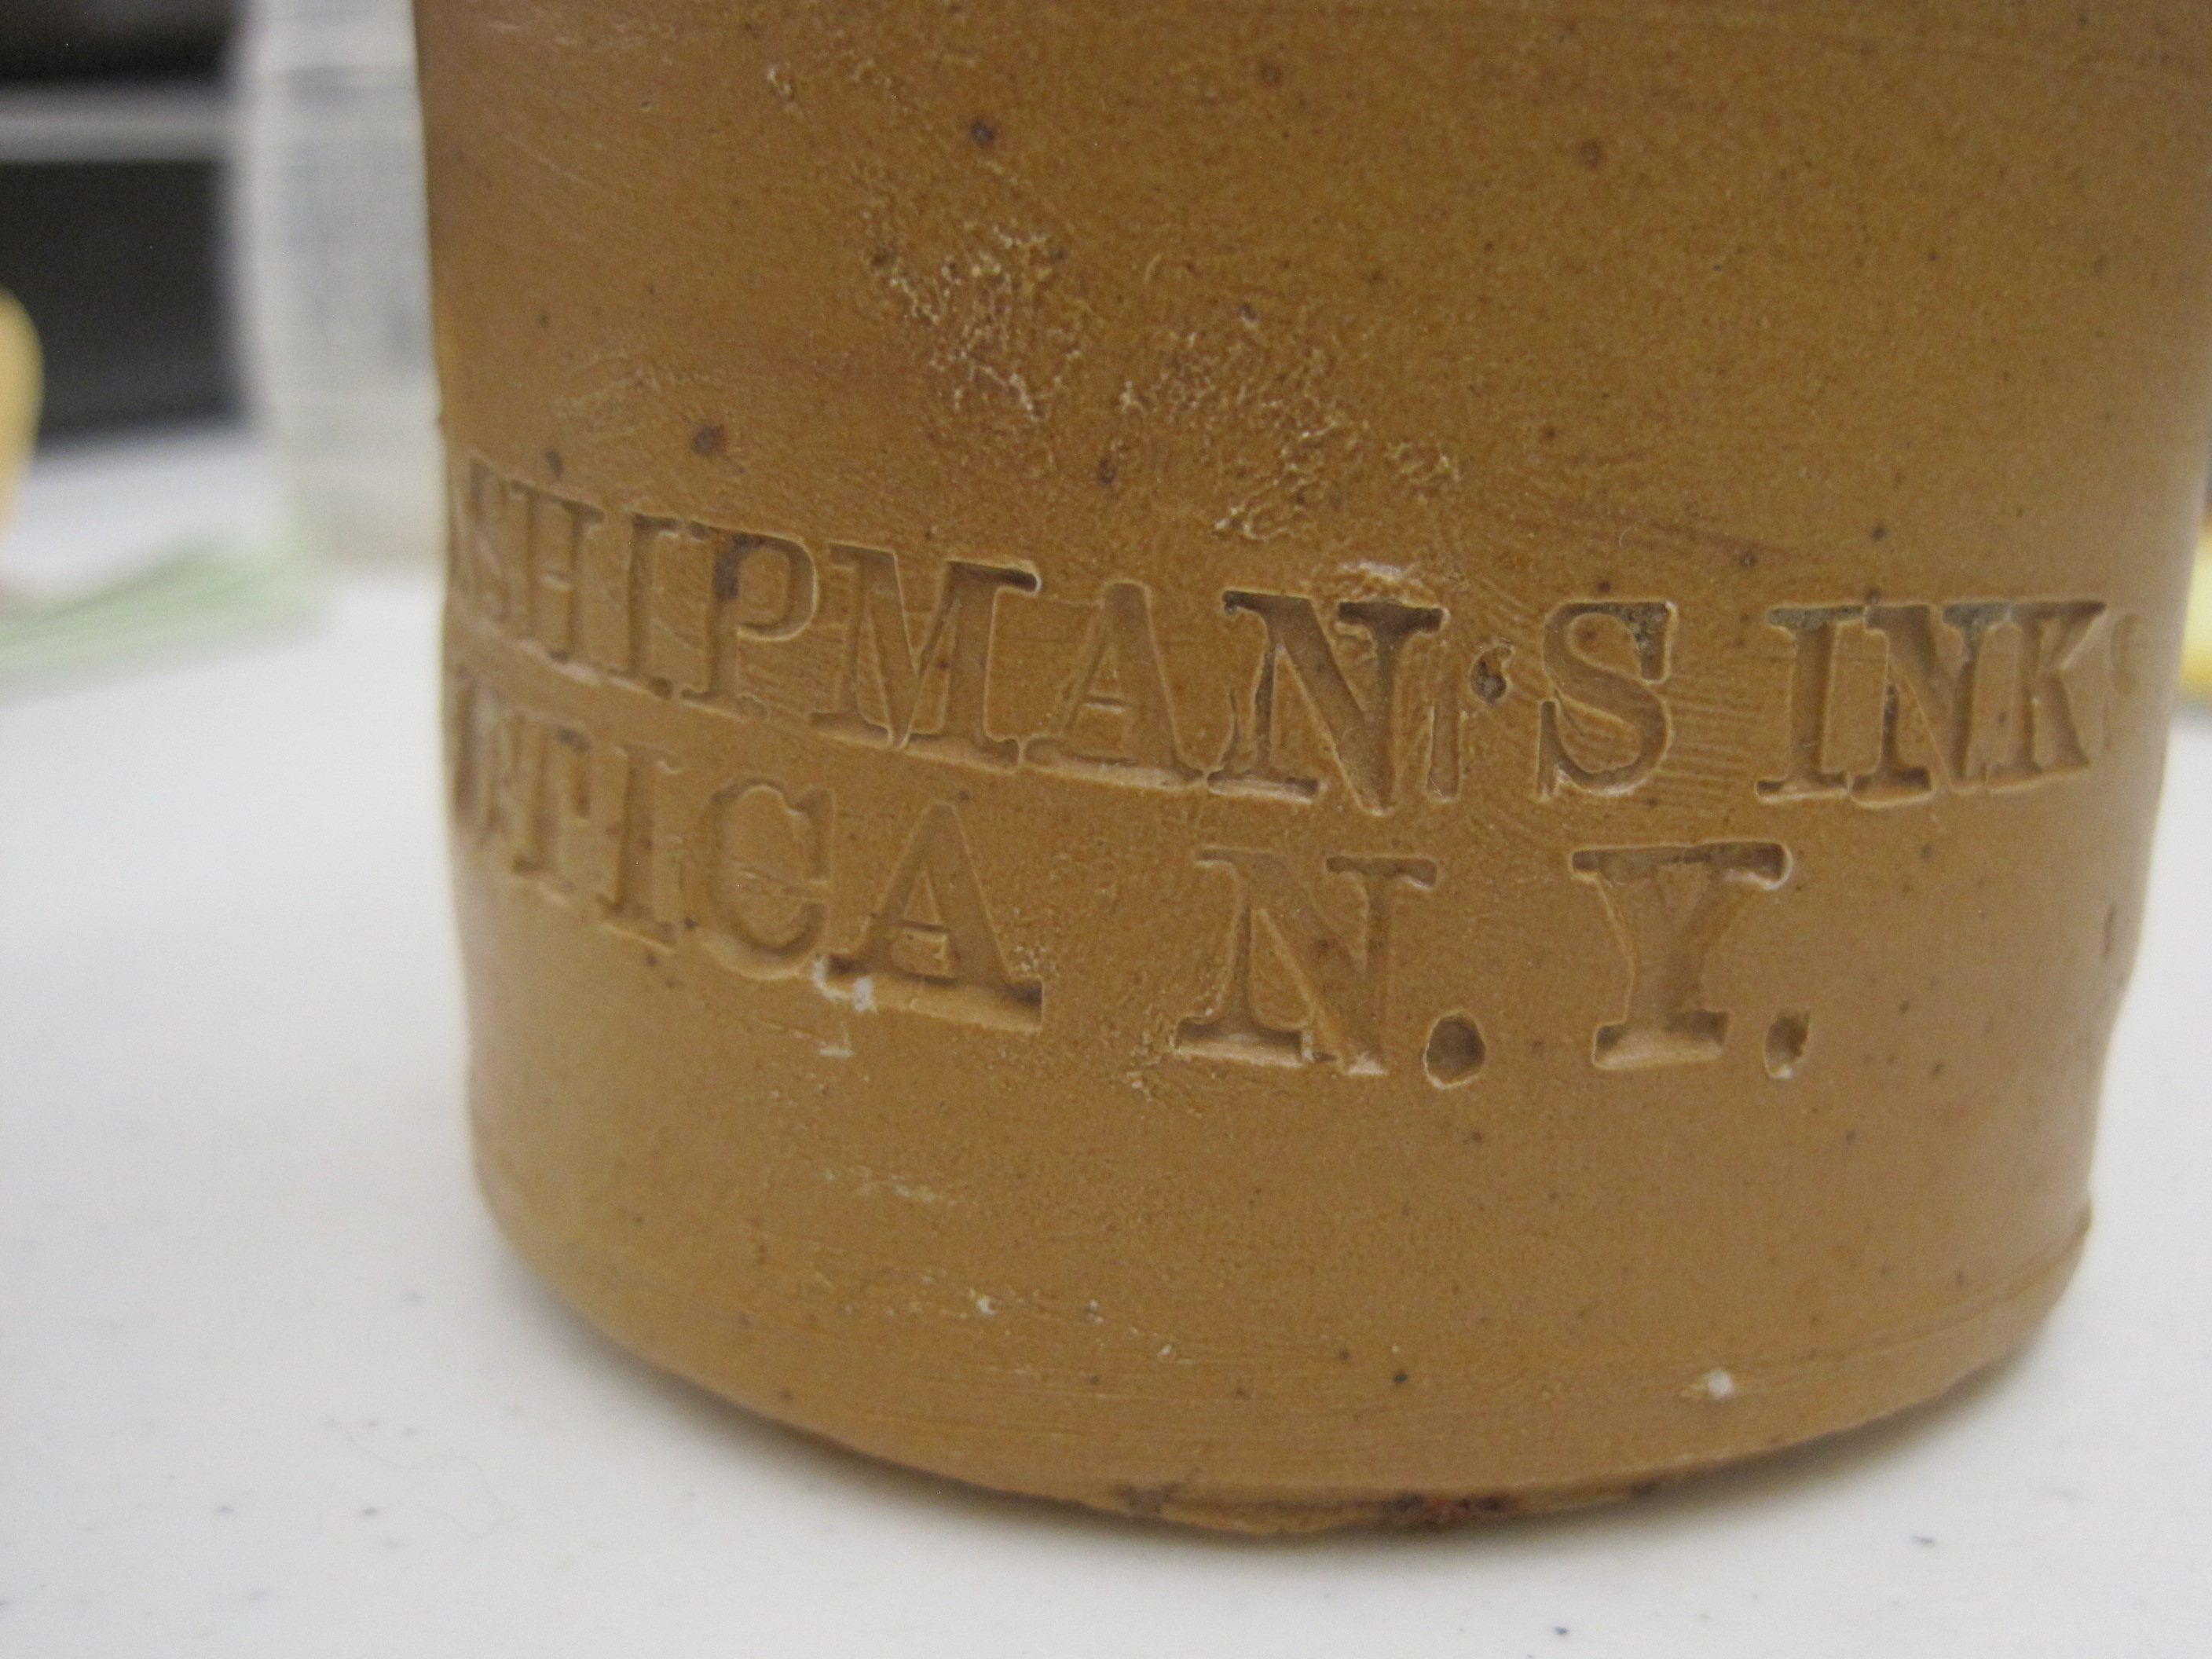 SHIPMAN'S INK
UTICA N.Y.